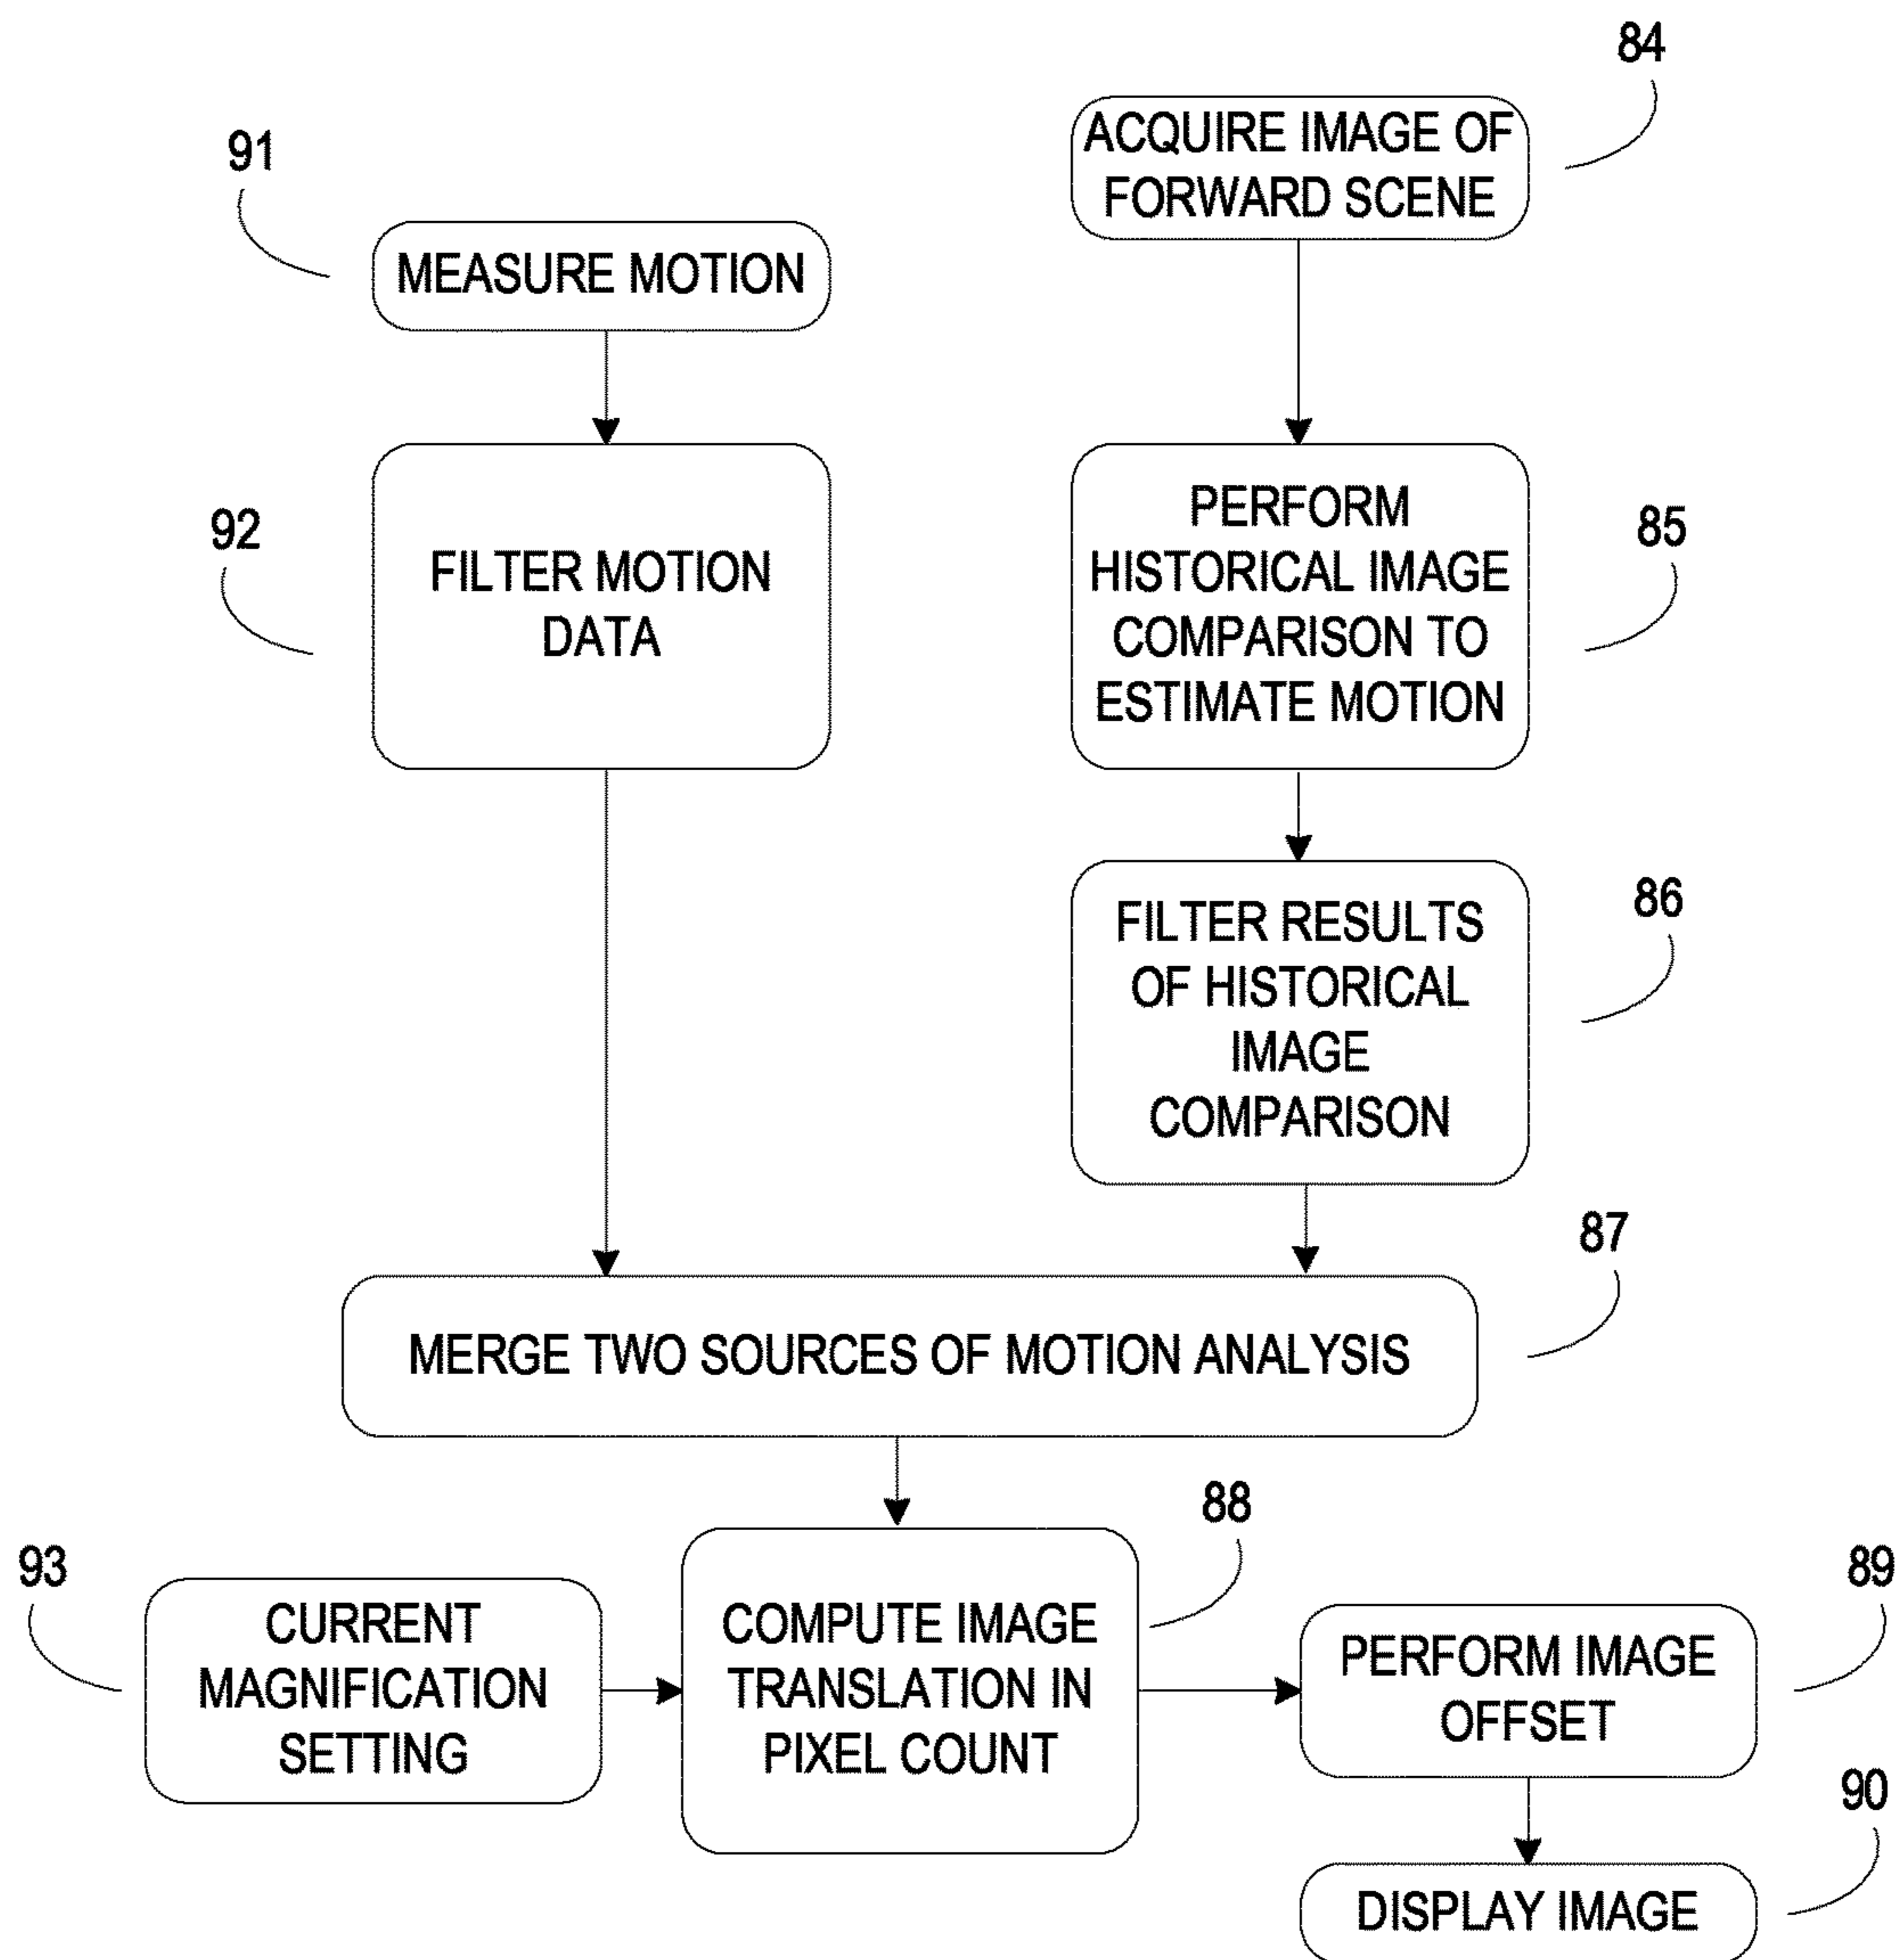 84
ACQUIRE IMAGE OF
FORWARD SCENE
91
MEASURE MOTION
92
FILTER MOTION
DATA
PERFORM
HISTORICAL IMAGE
COMPARISON TO
ESTIMATE MOTION
85
FILTER RESULTS
OF HISTORICAL
IMAGE
COMPARISON
86
87
MERGE TWO SOURCES OF MOTION ANALYSIS
88
93
CURRENT
MAGNIFICATION
SETTING
COMPUTE IMAGE
TRANSLATION IN
PIXEL COUNT
89
PERFORM IMAGE
OFFSET
90
DISPLAY IMAGE